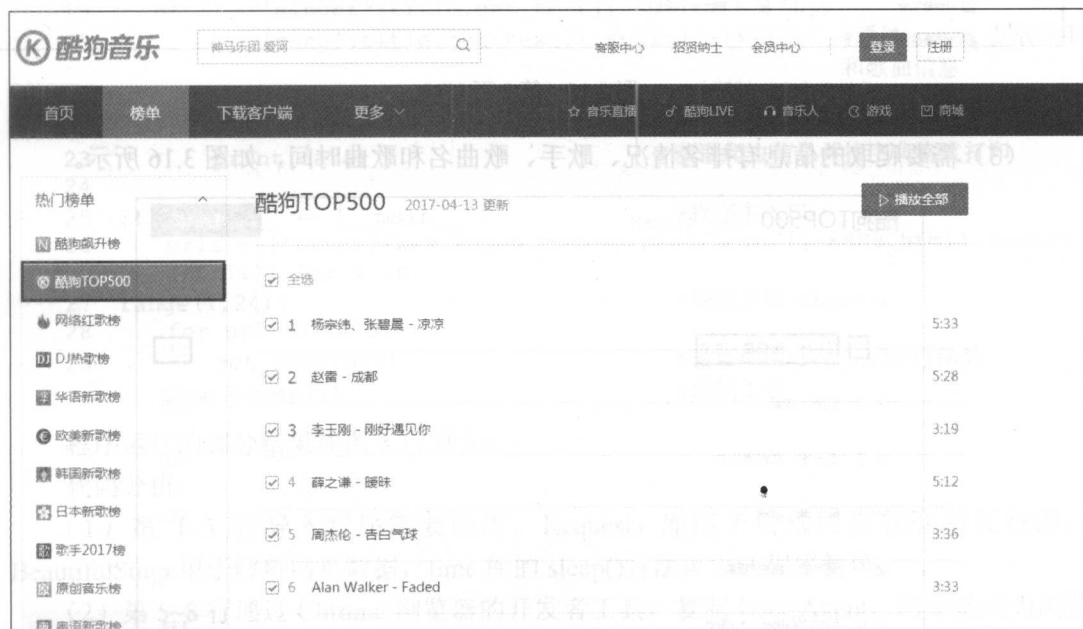 酷狗音乐
神马乐团 爱河
客服中心 招贤纳士 会员中心
登录 注册
首页 榜单 下载客户端 更多
音乐直播 酷狗LIVE 音乐人 游戏 商城
热门榜单
酷狗飙升榜
酷狗TOP500
网络红歌榜
DJ热歌榜
华语新歌榜
欧美新歌榜
韩国新歌榜
日本新歌榜
歌手2017榜
原创音乐榜
粤语新歌榜
酷狗TOP500 2017-04-13 更新
播放全部
全选
1 杨宗纬、张碧晨 - 凉凉 5:33
2 赵雷 - 成都 5:28
3 李玉刚 - 刚好遇见你 3:19
4 薛之谦 - 暧昧 5:12
5 周杰伦 - 告白气球 3:36
6 Alan Walker - Faded 3:33